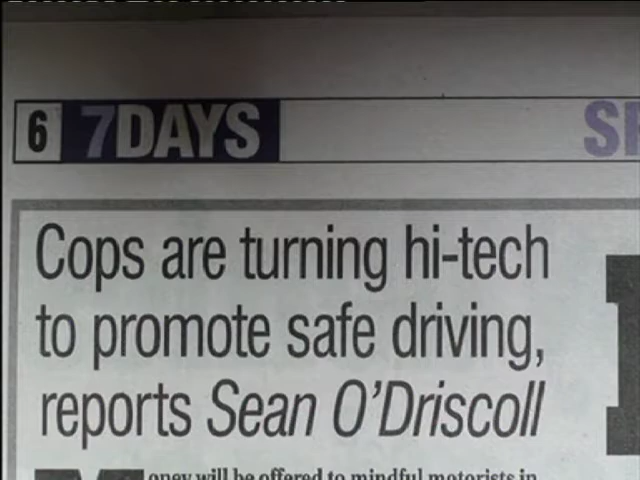 6 7DAYS
Cops are turning hi-tech
to promote safe driving,
reports Sean O'Driscoll
Money will be offered to mindful motorists in